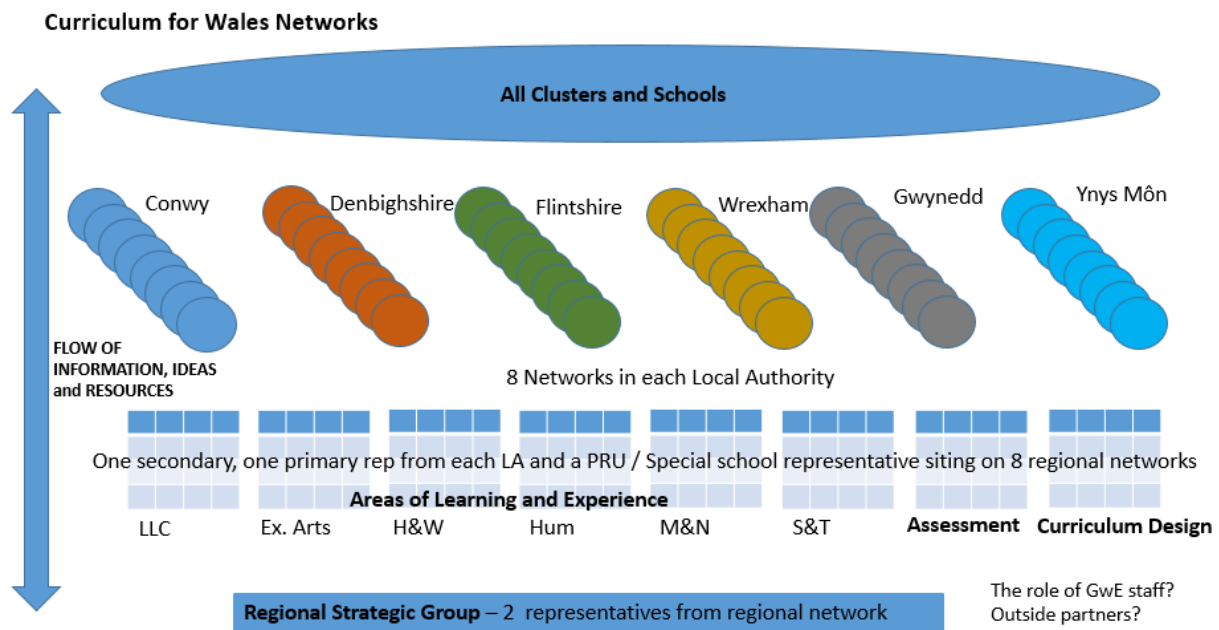 Curriculum for Wales Networks
All Clusters and Schools
Conwy
Denbighshire
Flintshire
Wrexham
Gwynedd
Ynys Môn
FLOW OF
INFORMATION, IDEAS
and RESOURCES
8 Networks in each Local Authority
One secondary, one primary rep from each LA and a PRU / Special school representative siting on 8 regional networks
Areas of Learning and Experience
LLC
Ex. Arts
H&W
Hum
M&N
S&T
Assessment
Curriculum Design
Regional Strategic Group – 2 representatives from regional network
The role of GwE staff?
Outside partners?